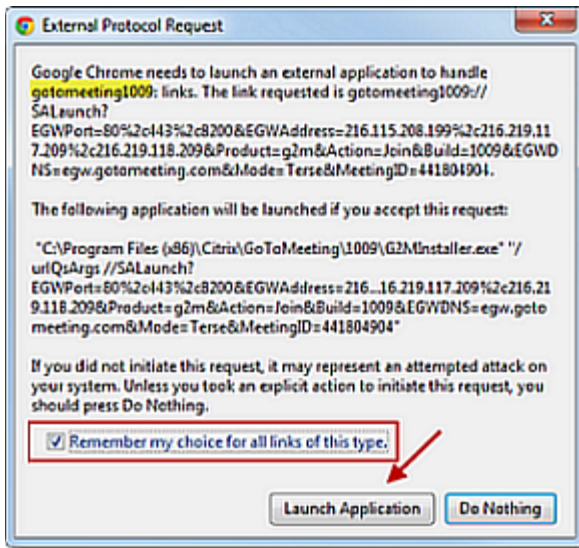 External Protocol Request
Google Chrome needs to launch an external application to handle
gotomeeting1009: links. The link requested is gotomeeting1009://
SALaunch?
EGWPort=80%2c443%2c8200&EGWAddress=216.115.208.199%2c216.219.11
7.209%2c216.219.118.209&Product=g2m&Action=Join&Build=1009&EGWD
NS=egw.gotomeeting.com&Mode=Terse&MeetingID=441804904.
The following application will be launched if you accept this request:
"C:\Program Files (x86)\Citrix\GoToMeeting\1009\G2MInstaller.exe" "/
urlQsArgs //SALaunch?
EGWPort=80%2c443%2c8200&EGWAddress=216...16.219.117.209%2c216.21
9.118.209&Product=g2m&Action=Join&Build=1009&EGWDNS=egw.goto
meeting.com&Mode=Terse&MeetingID=441804904"
If you did not initiate this request, it may represent an attempted attack on
your system. Unless you took an explicit action to initiate this request, you
should press Do Nothing.
Remember my choice for all links of this type.
Launch Application
Do Nothing